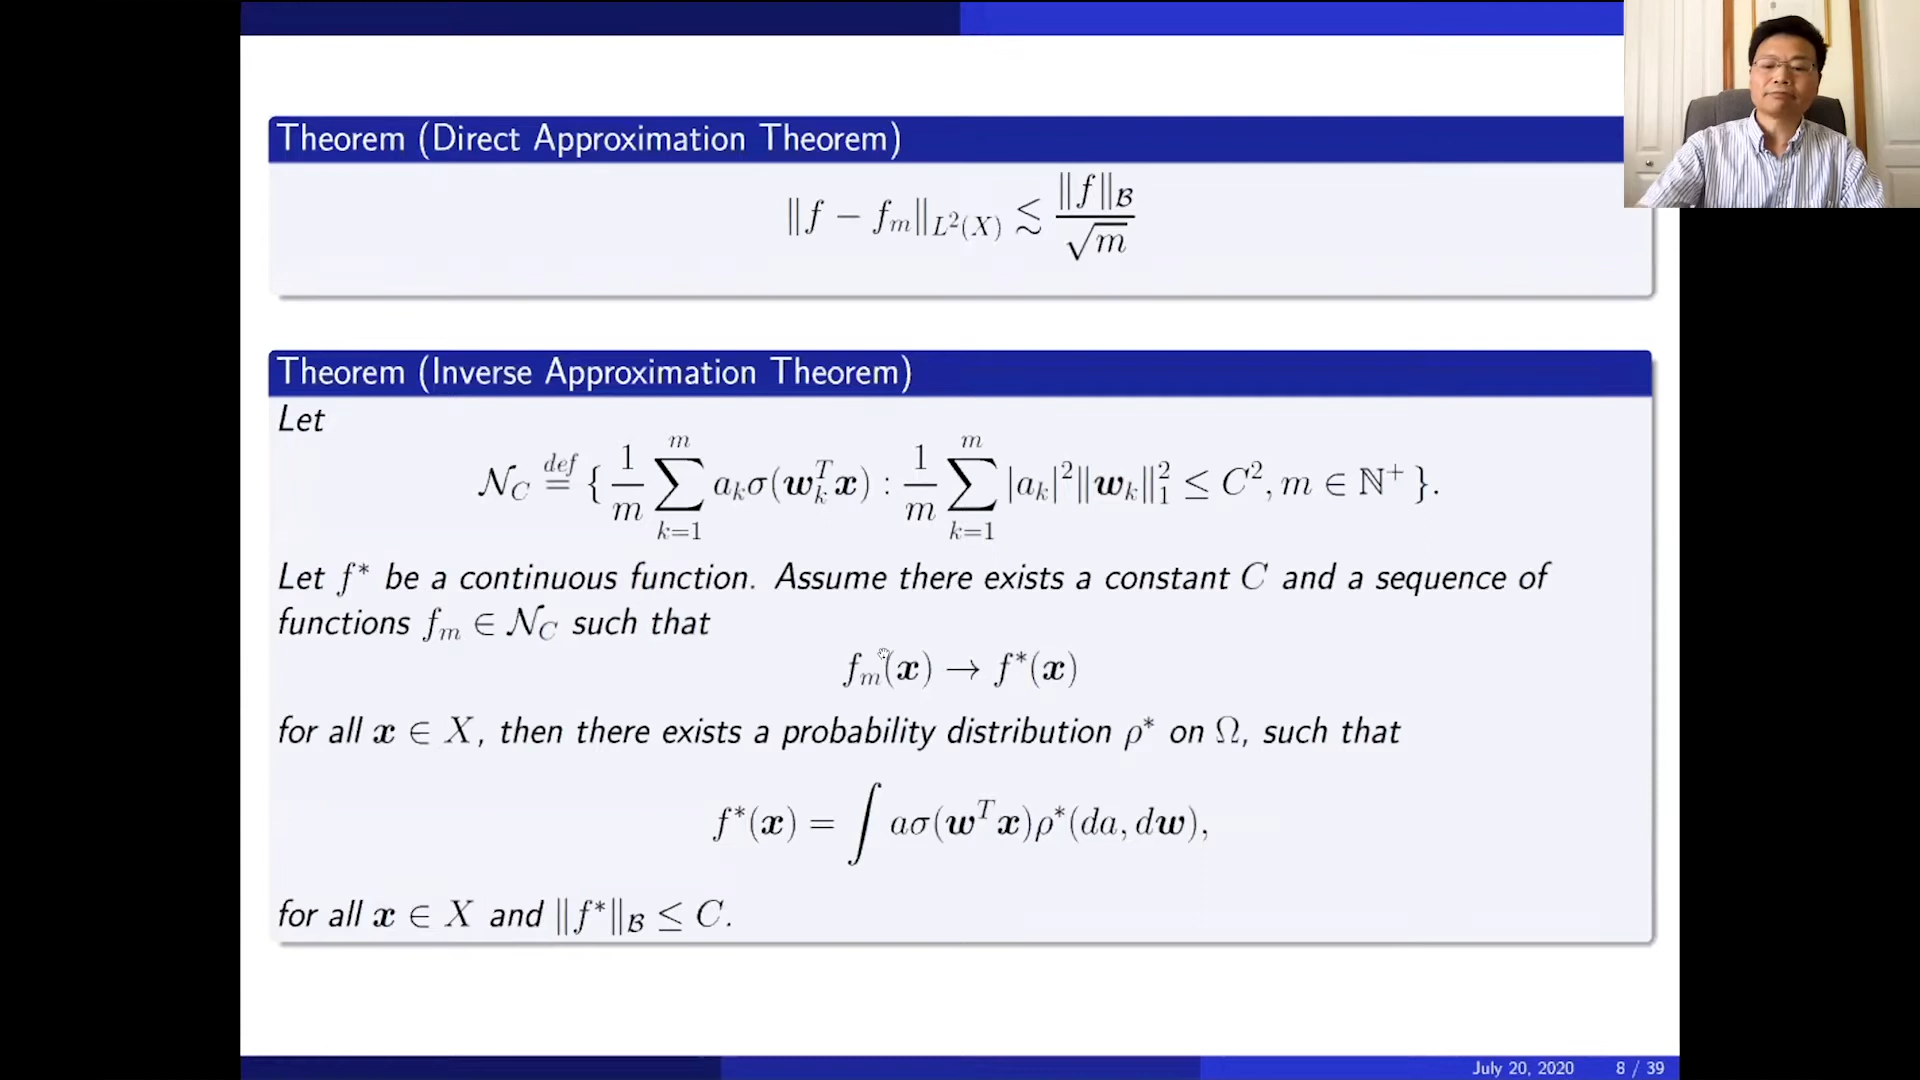 Theorem (Direct Approximation Theorem)
‖f − f_m‖_{L²(X)} ≲ ‖f‖_𝓑 / √m
Theorem (Inverse Approximation Theorem)
Let
𝒩_C ≝ { 1/m ∑_{k=1}^{m} a_k σ(𝒘_k^T 𝒙) : 1/m ∑_{k=1}^{m} |a_k|² ‖𝒘_k‖₁² ≤ C², m ∈ ℕ⁺ }.
Let f* be a continuous function. Assume there exists a constant C and a sequence of
functions f_m ∈ 𝒩_C such that
f_m(𝒙) → f*(𝒙)
for all 𝒙 ∈ X, then there exists a probability distribution ρ* on Ω, such that
f*(𝒙) = ∫ aσ(𝒘^T 𝒙)ρ*(da, d𝒘),
for all 𝒙 ∈ X and ‖f*‖_𝓑 ≤ C.
July 20, 2020 8 / 39